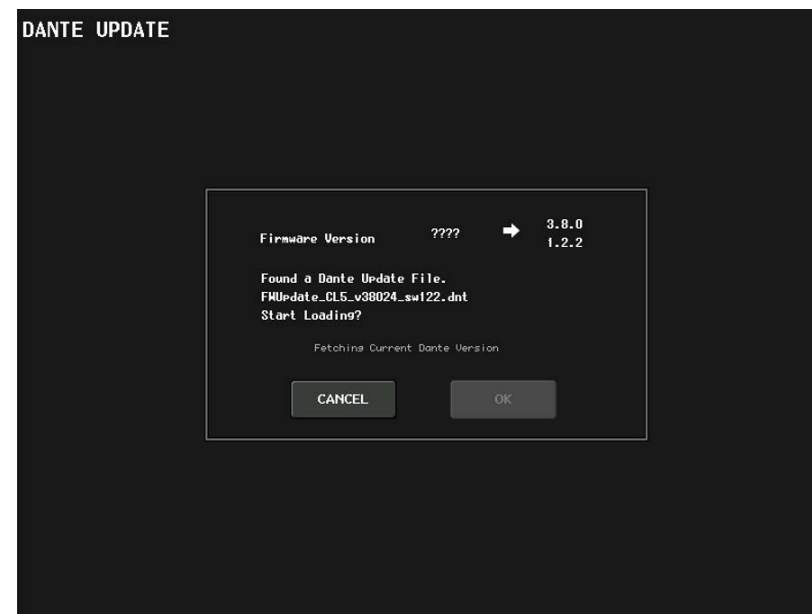 DANTE UPDATE
Firmware Version ???? 3.8.0
1.2.2
Found a Dante Update File.
FWUpdate_CL5_v38024_sw122.dnt
Start Loading?
Fetching Current Dante Version
CANCEL OK